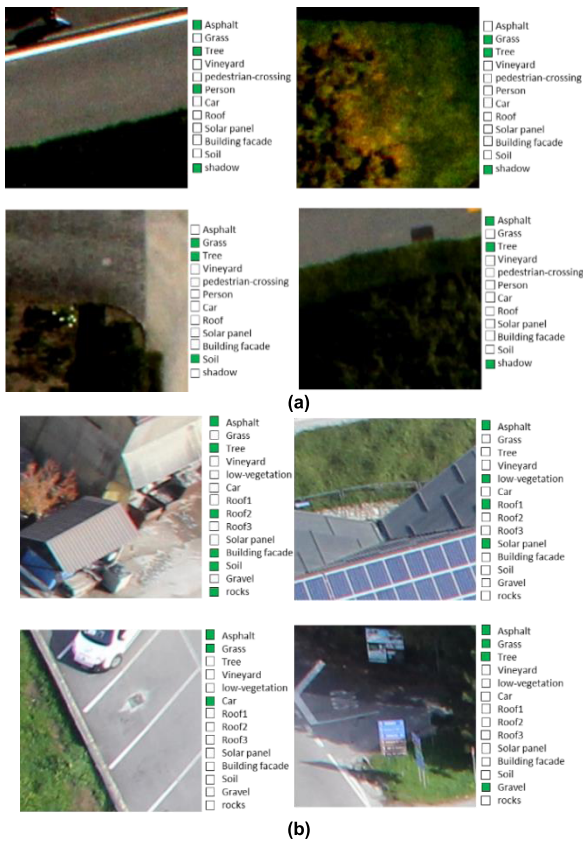 Asphalt
Grass
Tree
Vineyard
pedestrian-crossing
Person
Car
Roof
Solar panel
Building facade
Soil
shadow
Asphalt
Grass
Tree
Vineyard
pedestrian-crossing
Person
Car
Roof
Solar panel
Building facade
Soil
shadow
Asphalt
Grass
Tree
Vineyard
pedestrian-crossing
Person
Car
Roof
Solar panel
Building facade
Soil
shadow
Asphalt
Grass
Tree
Vineyard
pedestrian-crossing
Person
Car
Roof
Solar panel
Building facade
Soil
shadow
(a)
Asphalt
Grass
Tree
Vineyard
low-vegetation
Car
Roof1
Roof2
Roof3
Solar panel
Building facade
Soil
Gravel
rocks
Asphalt
Grass
Tree
Vineyard
low-vegetation
Car
Roof1
Roof2
Roof3
Solar panel
Building facade
Soil
Gravel
rocks
Asphalt
Grass
Tree
Vineyard
low-vegetation
Car
Roof1
Roof2
Roof3
Solar panel
Building facade
Soil
Gravel
rocks
Asphalt
Grass
Tree
Vineyard
low-vegetation
Car
Roof1
Roof2
Roof3
Solar panel
Building facade
Soil
Gravel
rocks
(b)